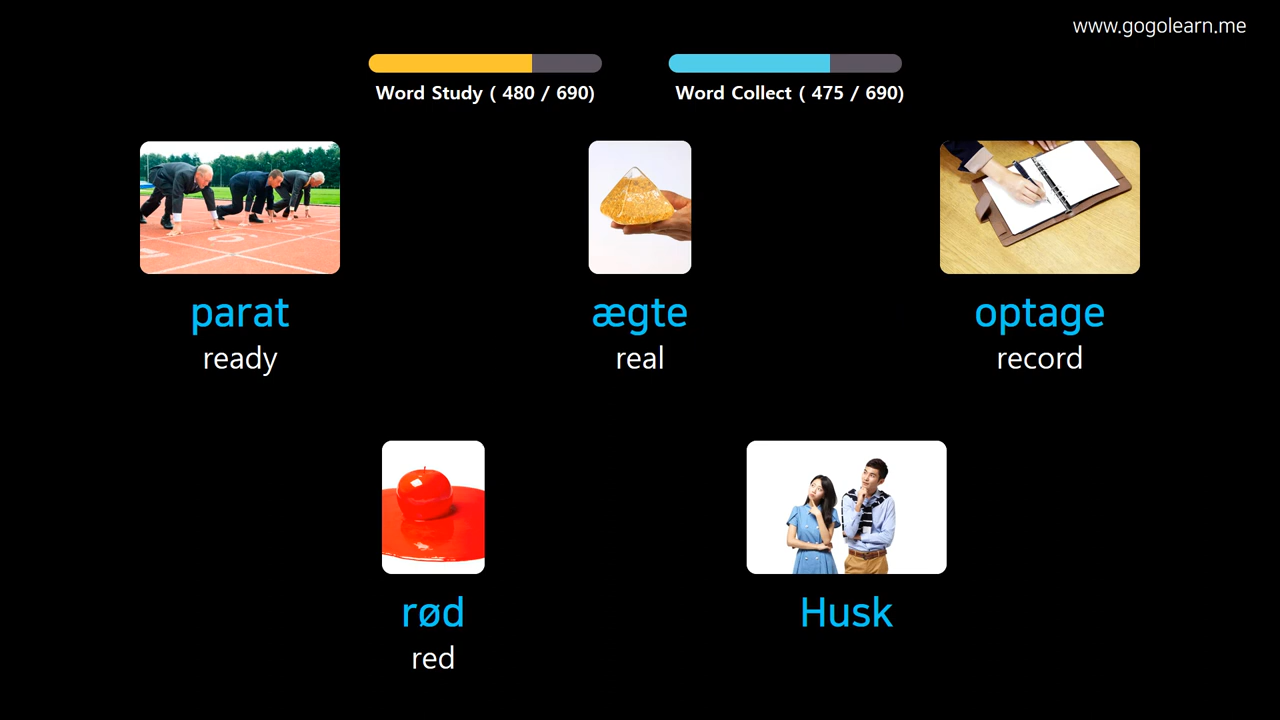 www.gogolearn.me
Word Study ( 480 / 690)
Word Collect ( 475 / 690)
parat
ready
ægte
real
optage
record
rød
red
Husk